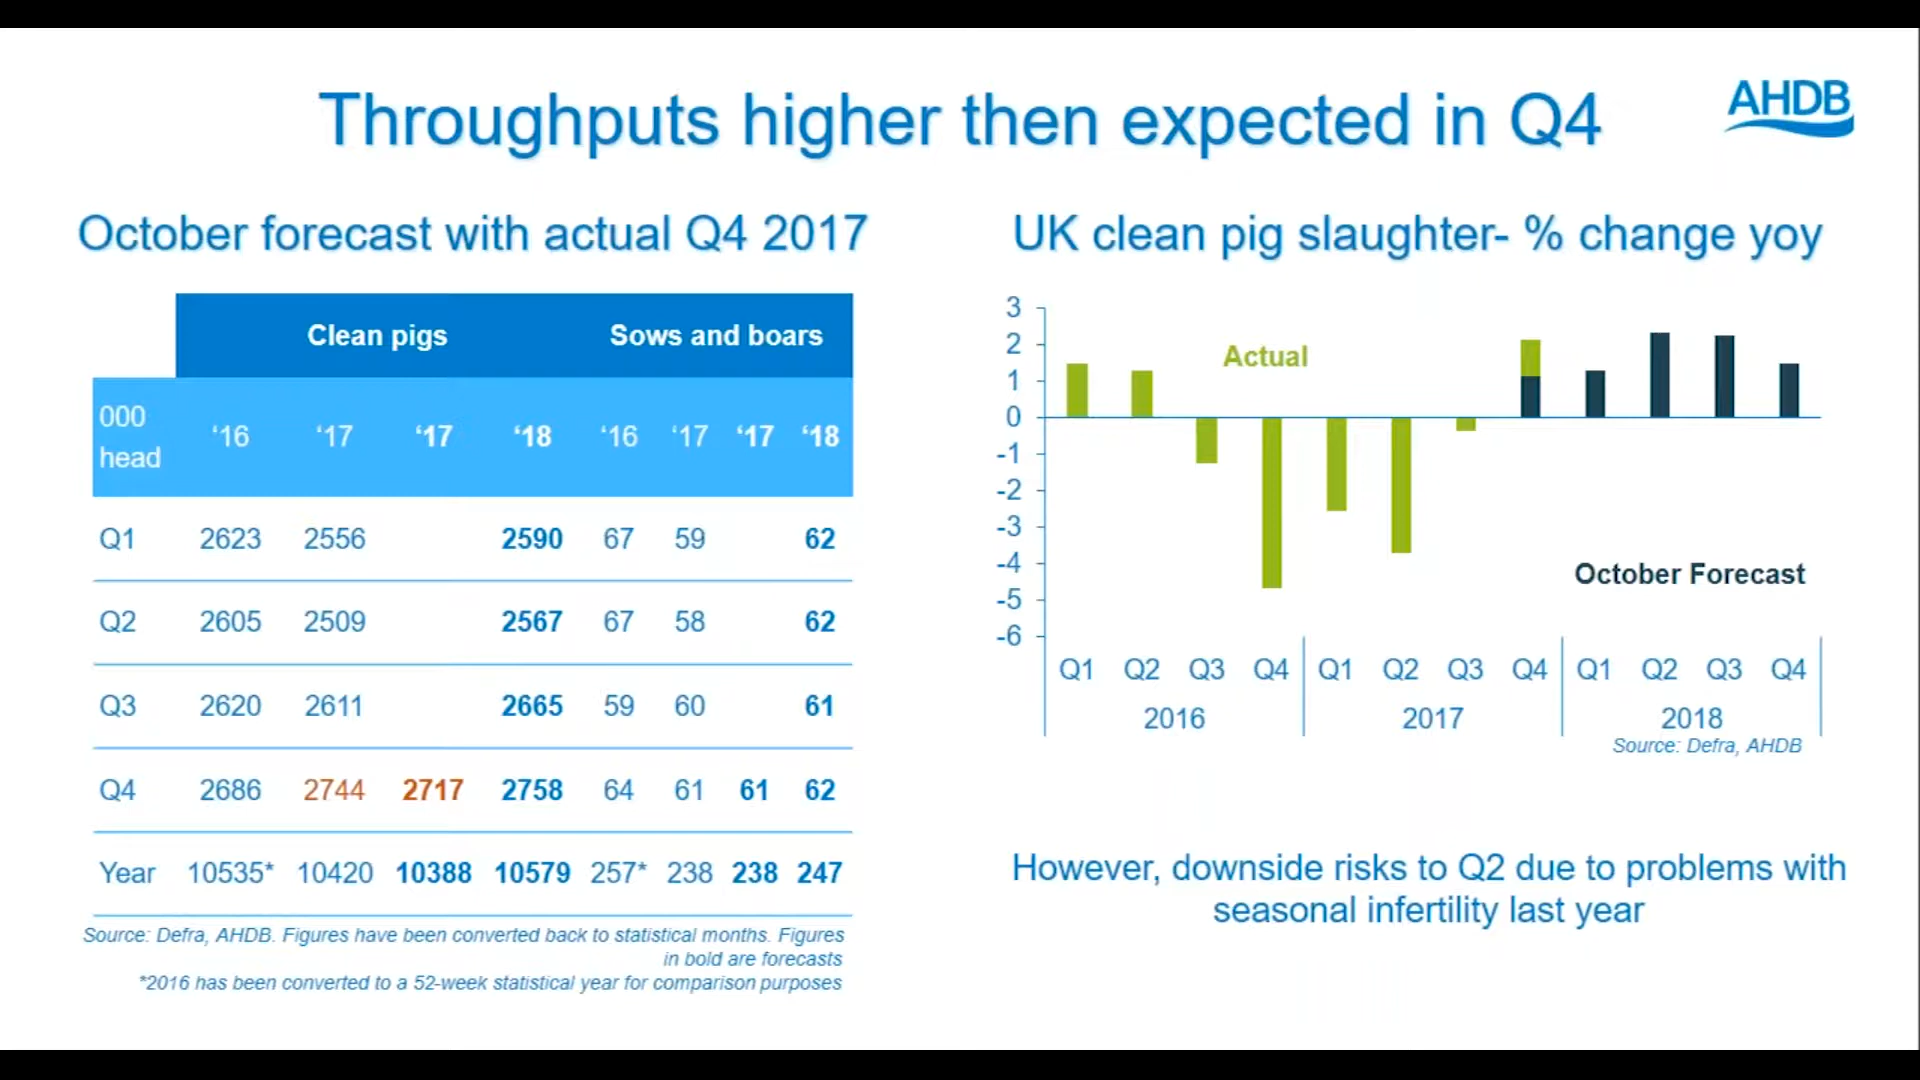 Throughputs higher then expected in Q4
AHDB
October forecast with actual Q4 2017
Clean pigs Sows and boars
000 head ‘16 ‘17 ‘17 ‘18 ‘16 ‘17 ‘17 ‘18
Q1 2623 2556 2590 67 59 62
Q2 2605 2509 2567 67 58 62
Q3 2620 2611 2665 59 60 61
Q4 2686 2744 2717 2758 64 61 61 62
Year 10535* 10420 10388 10579 257* 238 238 247
Source: Defra, AHDB. Figures have been converted back to statistical months. Figures
in bold are forecasts
*2016 has been converted to a 52-week statistical year for comparison purposes
UK clean pig slaughter- % change yoy
3
2
1
0
-1
-2
-3
-4
-5
-6
Actual
October Forecast
Q1 Q2 Q3 Q4 Q1 Q2 Q3 Q4 Q1 Q2 Q3 Q4
2016 2017 2018
Source: Defra, AHDB
However, downside risks to Q2 due to problems with
seasonal infertility last year